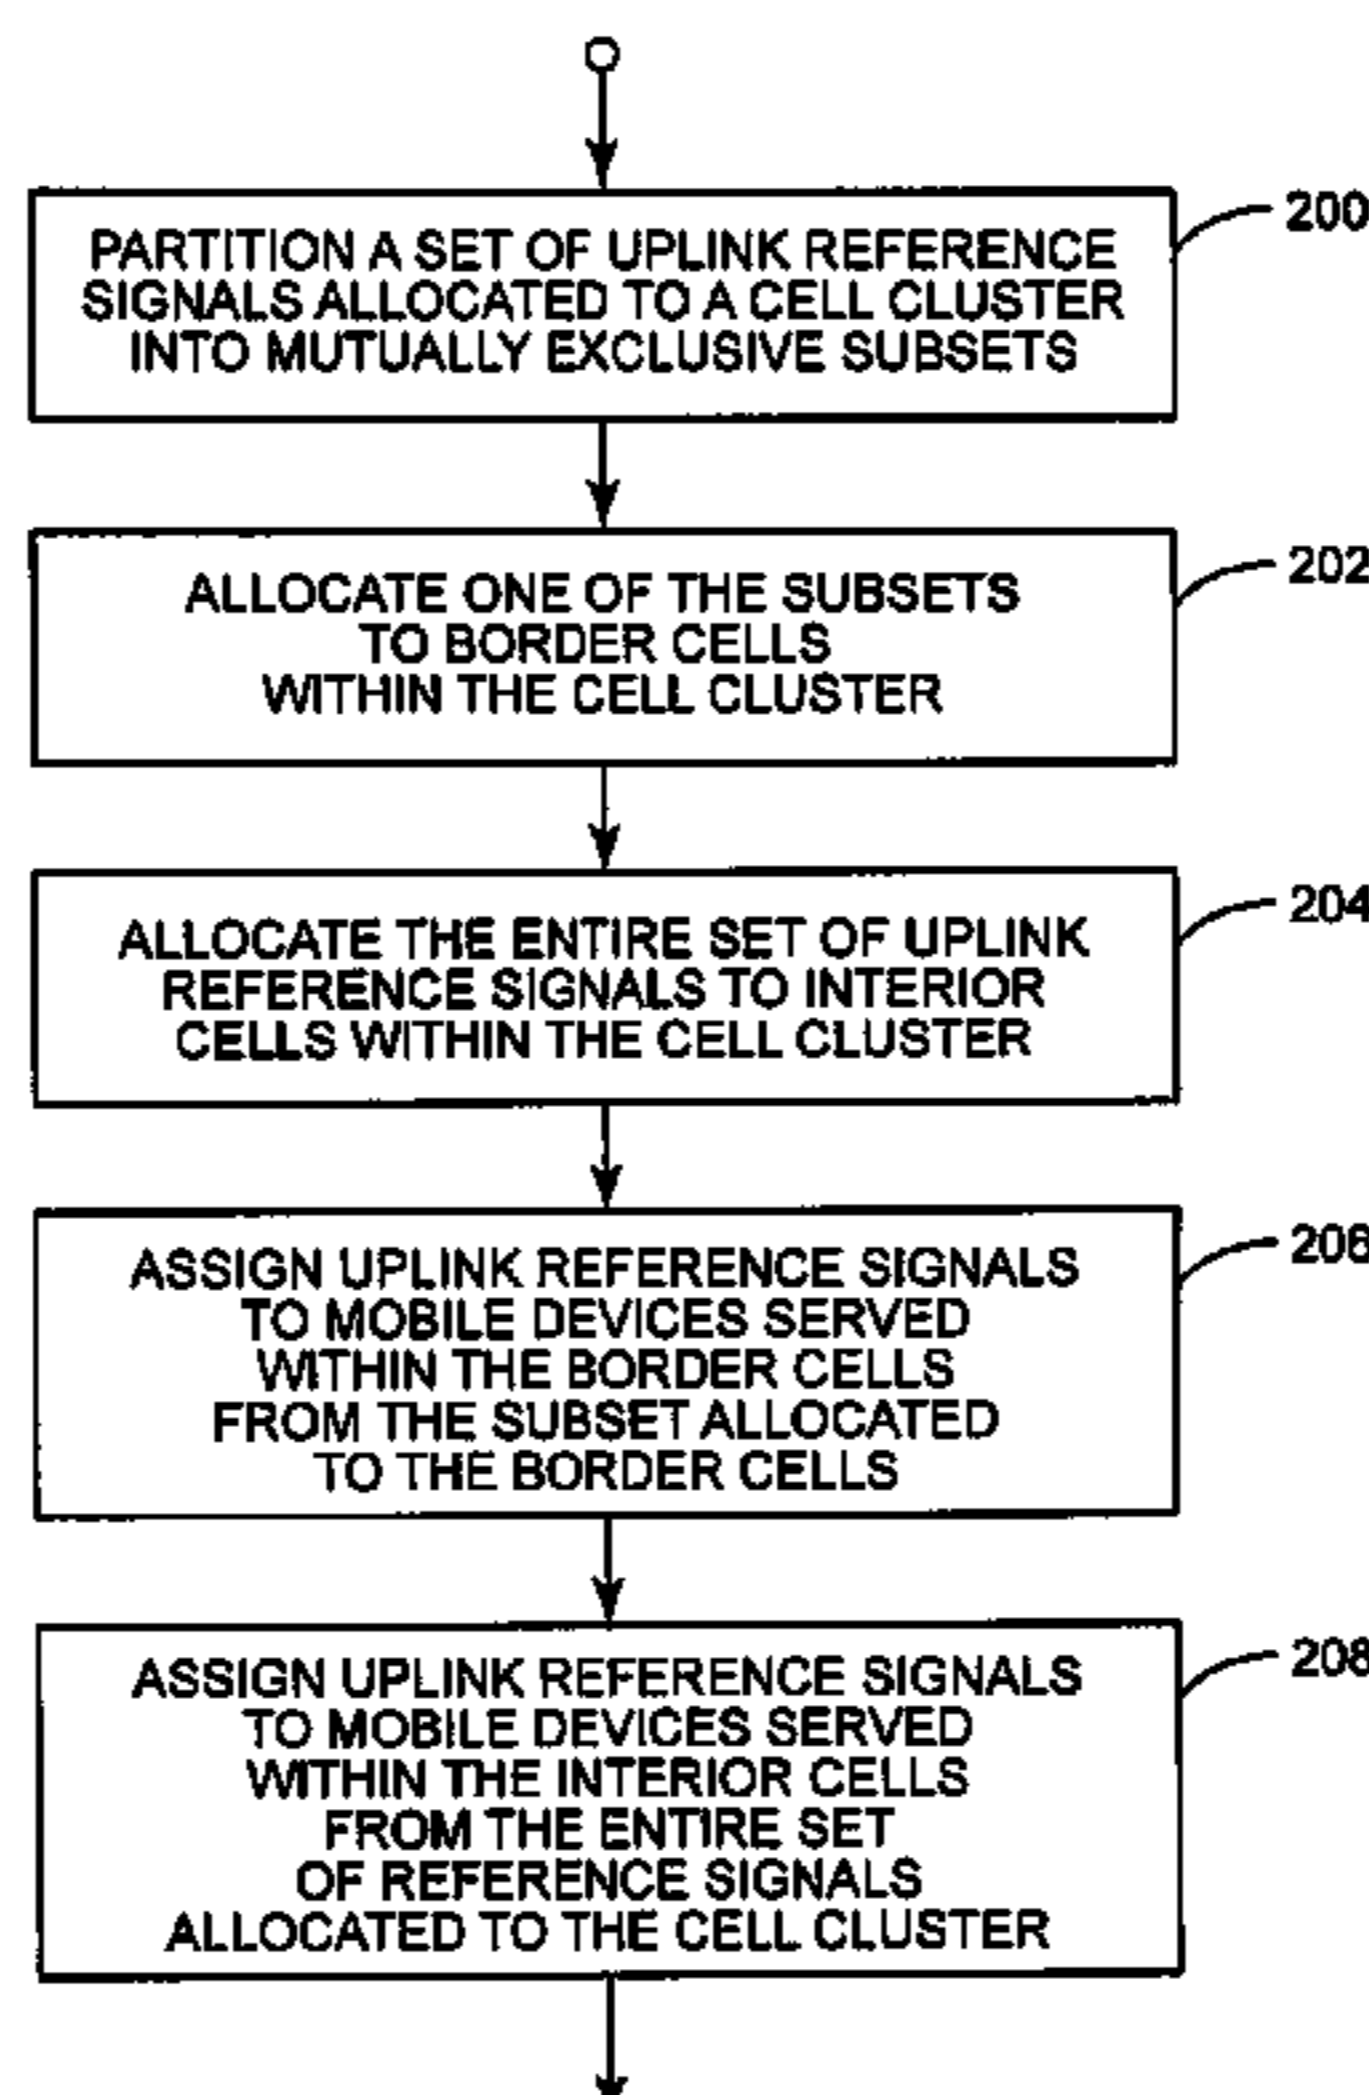 200
PARTITION A SET OF UPLINK REFERENCE
SIGNALS ALLOCATED TO A CELL CLUSTER
INTO MUTUALLY EXCLUSIVE SUBSETS
202
ALLOCATE ONE OF THE SUBSETS
TO BORDER CELLS
WITHIN THE CELL CLUSTER
204
ALLOCATE THE ENTIRE SET OF UPLINK
REFERENCE SIGNALS TO INTERIOR
CELLS WITHIN THE CELL CLUSTER
206
ASSIGN UPLINK REFERENCE SIGNALS
TO MOBILE DEVICES SERVED
WITHIN THE BORDER CELLS
FROM THE SUBSET ALLOCATED
TO THE BORDER CELLS
208
ASSIGN UPLINK REFERENCE SIGNALS
TO MOBILE DEVICES SERVED
WITHIN THE INTERIOR CELLS
FROM THE ENTIRE SET
OF REFERENCE SIGNALS
ALLOCATED TO THE CELL CLUSTER